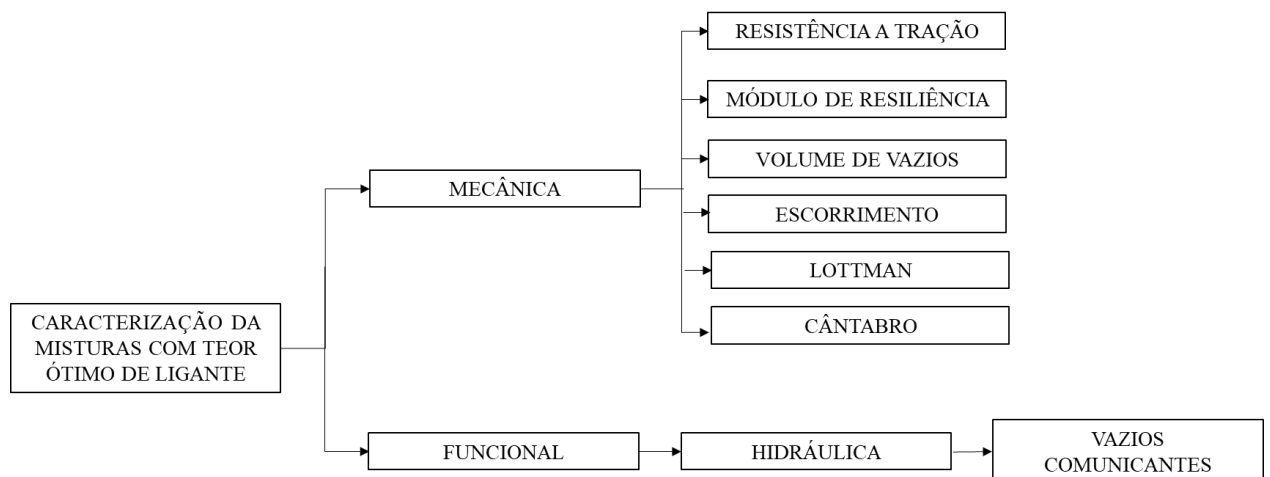 RESISTÊNCIA A TRAÇÃO
MÓDULO DE RESILIÊNCIA
VOLUME DE VAZIOS
MECÂNICA
ESCORRIMENTO
LOTTMAN
CÂNTABRO
CARACTERIZAÇÃO DA
MISTURAS COM TEOR
ÓTIMO DE LIGANTE
FUNCIONAL
HIDRÁULICA
VAZIOS
COMUNICANTES